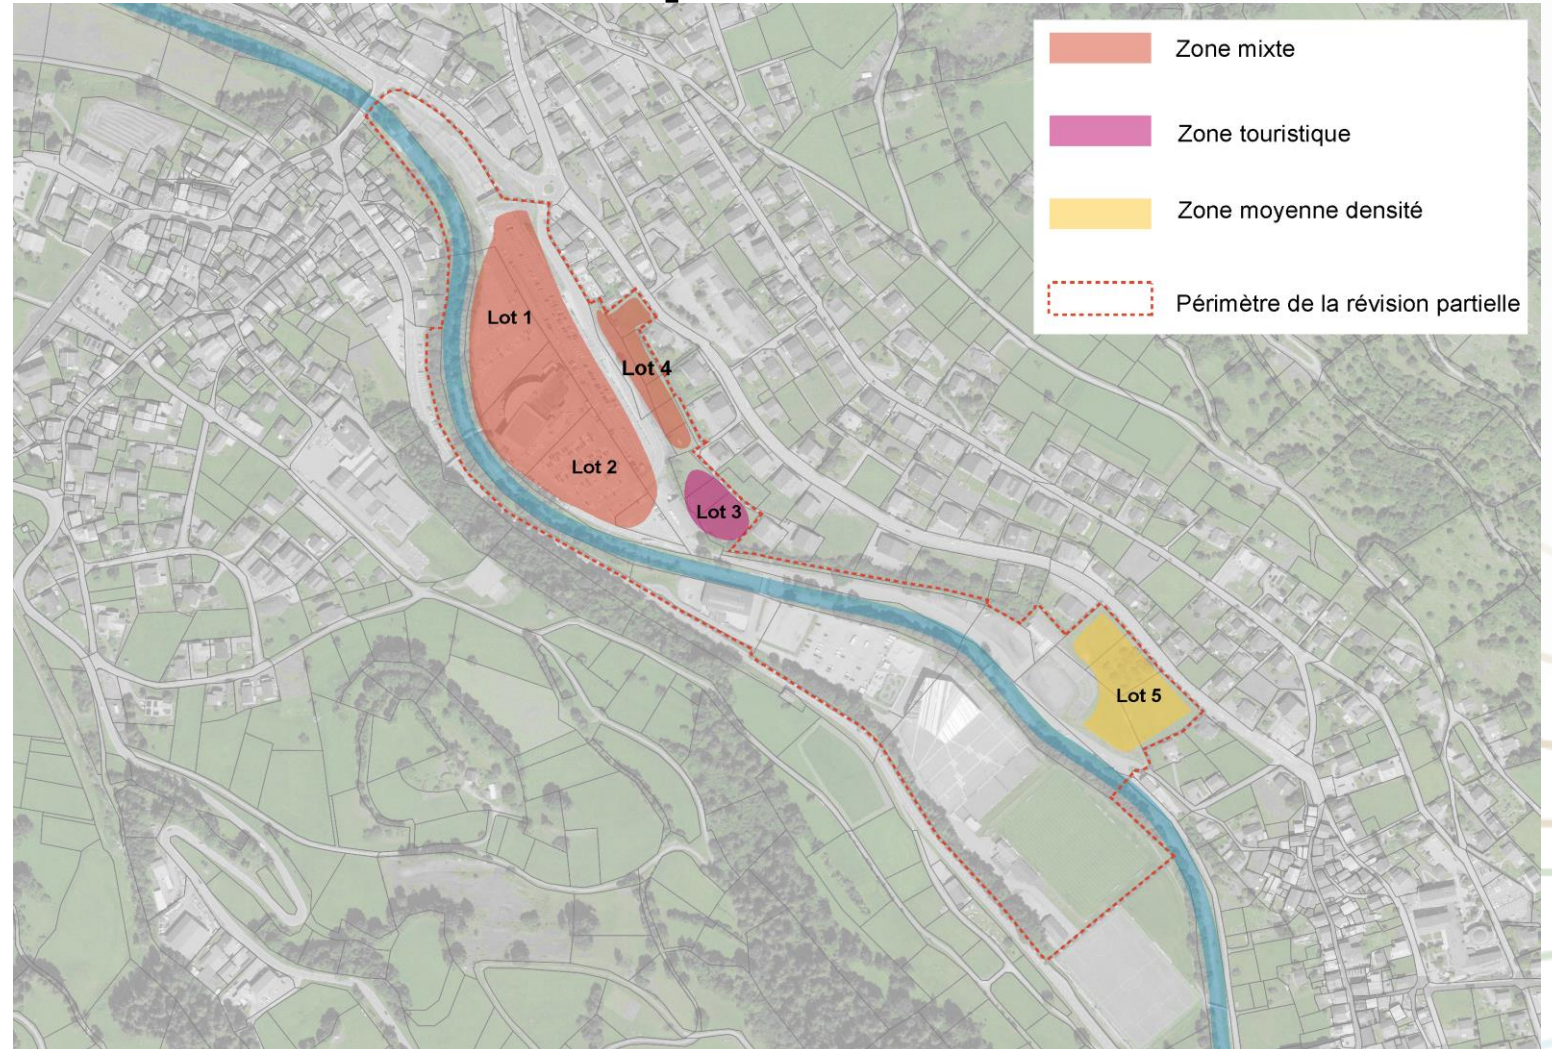 Zone mixte
Zone touristique
Zone moyenne densité
Périmètre de la révision partielle
Lot 1
Lot 4
Lot 2
Lot 3
Lot 5